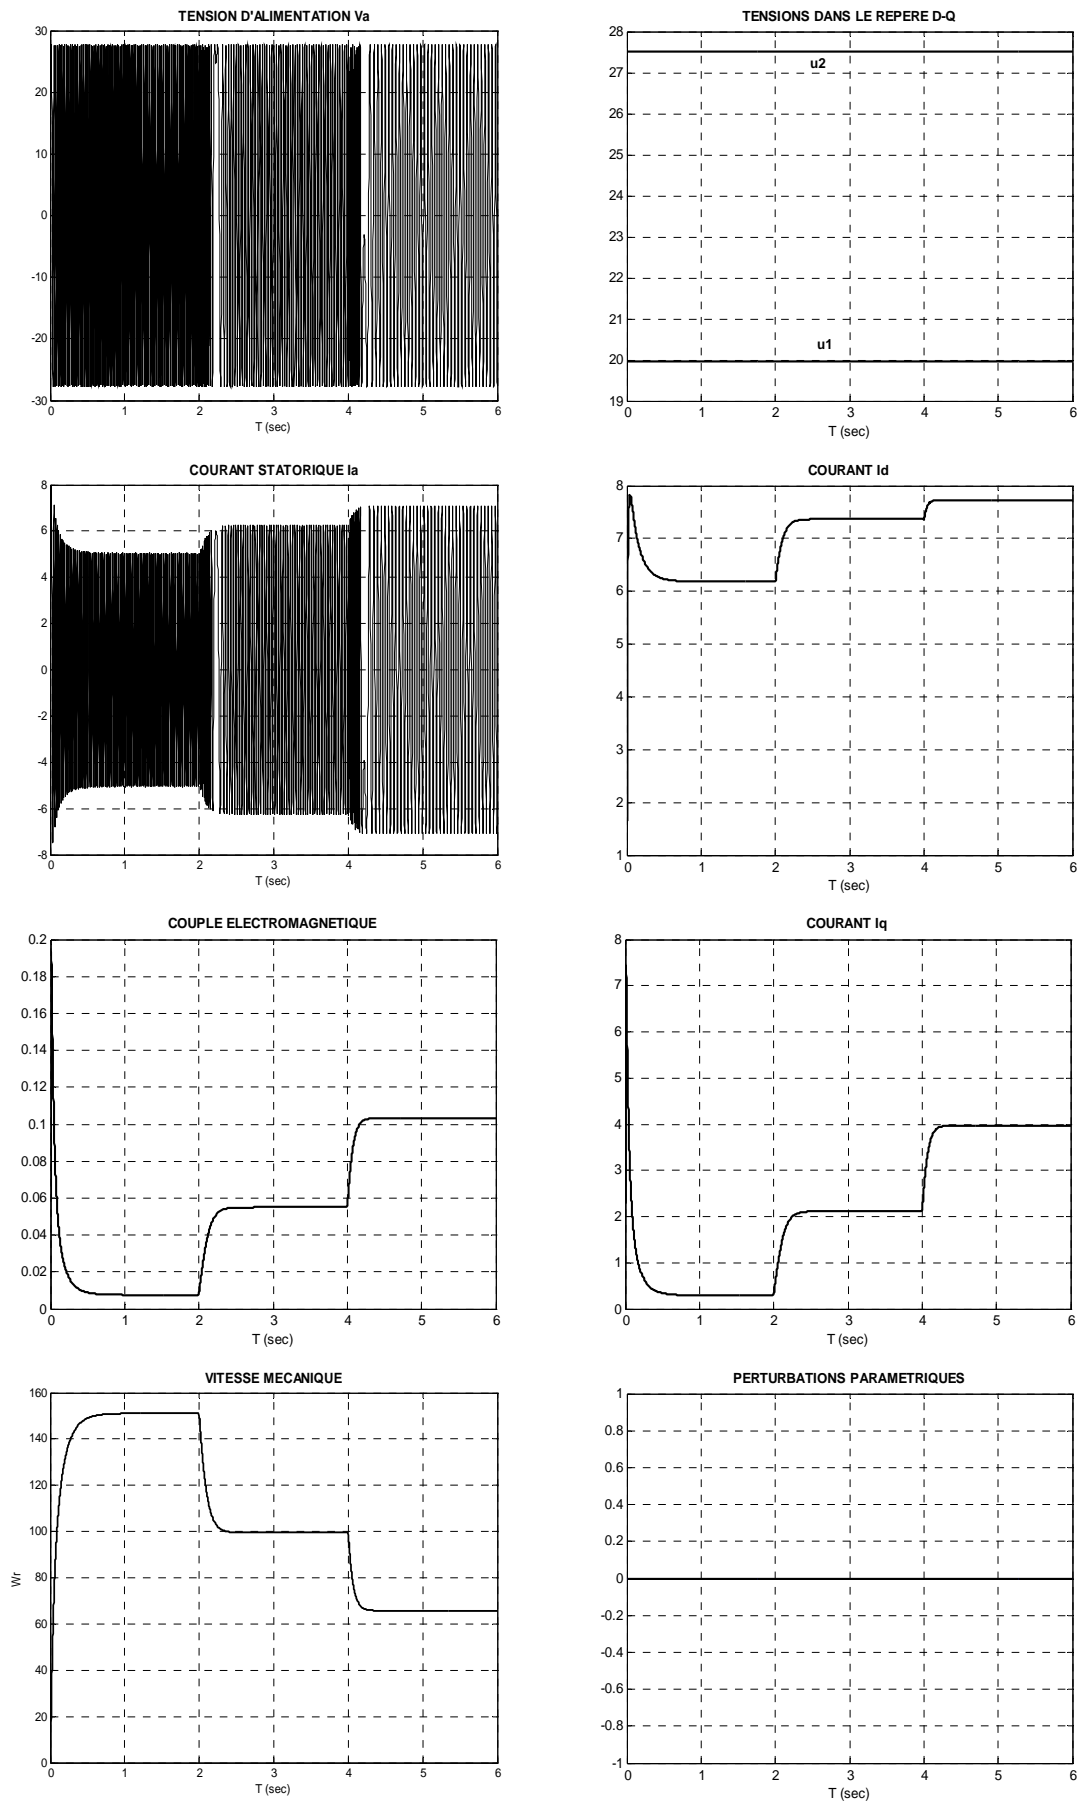 TENSION D'ALIMENTATION Va
30
20
10
0
-10
-20
-30
0 1 2 3 4 5 6
T (sec)
TENSIONS DANS LE REPERE D-Q
28
u2
27
26
25
24
23
22
21
u1
20
19
0 1 2 3 4 5 6
T (sec)
COURANT STATORIQUE Ia
8
6
4
2
0
-2
-4
-6
-8
0 1 2 3 4 5 6
T (sec)
COURANT Id
8
7
6
5
4
3
2
1
0 1 2 3 4 5 6
T (sec)
COUPLE ELECTROMAGNETIQUE
0.2
0.18
0.16
0.14
0.12
0.1
0.08
0.06
0.04
0.02
0
0 1 2 3 4 5 6
T (sec)
COURANT Iq
8
7
6
5
4
3
2
1
0
0 1 2 3 4 5 6
T (sec)
VITESSE MECANIQUE
160
140
120
100
80
Wr
60
40
20
0
0 1 2 3 4 5 6
T (sec)
PERTURBATIONS PARAMETRIQUES
1
0.8
0.6
0.4
0.2
0
-0.2
-0.4
-0.6
-0.8
-1
0 1 2 3 4 5 6
T (sec)